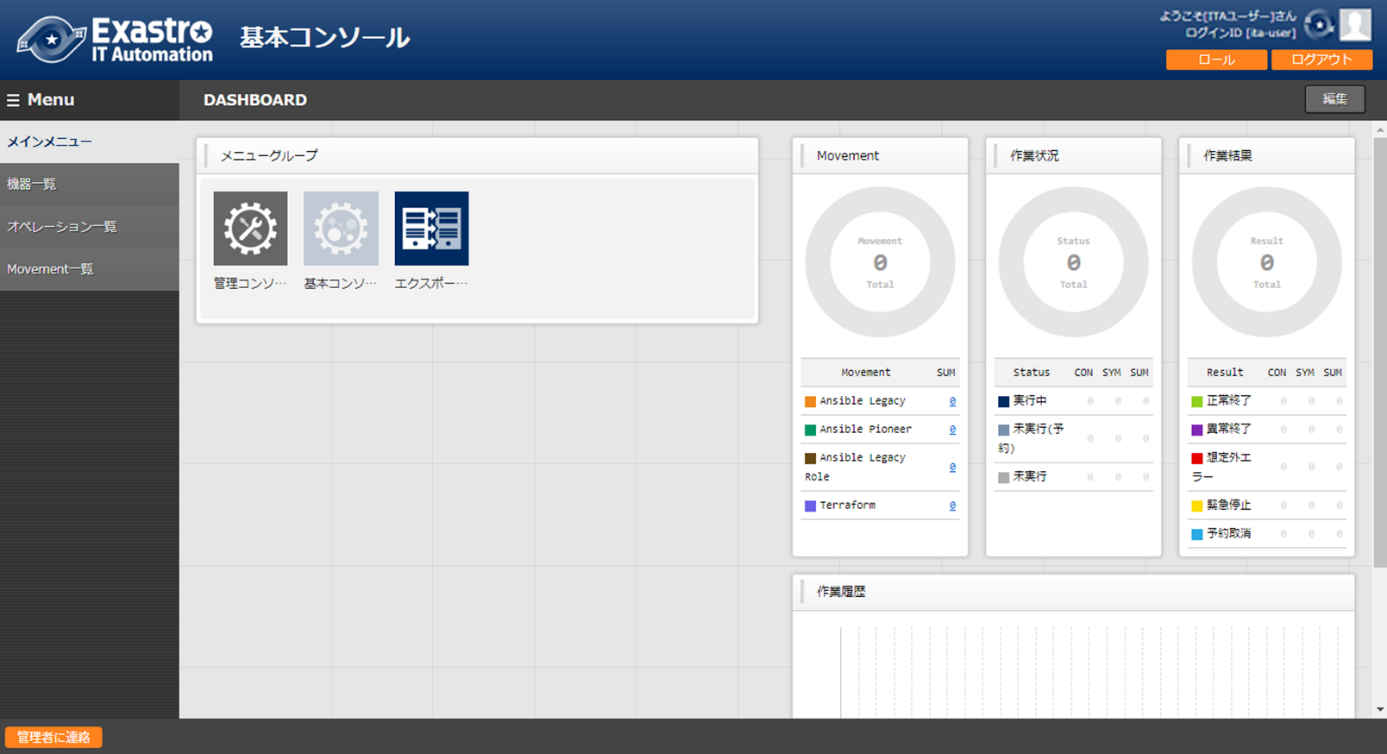 Exastro
IT Automation
基本コンソール
ようこそ[ITAユーザー]さん
ログインID [ita-user]
ロール
ログアウト
Menu
DASHBOARD
編集
メインメニュー
機器一覧
オペレーション一覧
Movement一覧
メニューグループ
管理コンソ…
基本コンソ…
エクスポー…
Movement
Movement
0
Total
Movement SUM
Ansible Legacy 0
Ansible Pioneer 0
Ansible Legacy
Role 0
Terraform 0
作業状況
Status
0
Total
Status CON SYM SUM
実行中 0 0 0
未実行(予
約) 0 0 0
未実行 0 0 0
作業結果
Result
0
Total
Result CON SYM SUM
正常終了 0 0 0
異常終了 0 0 0
想定外エ
ラー 0 0 0
緊急停止 0 0 0
予約取消 0 0 0
作業履歴
管理者に連絡